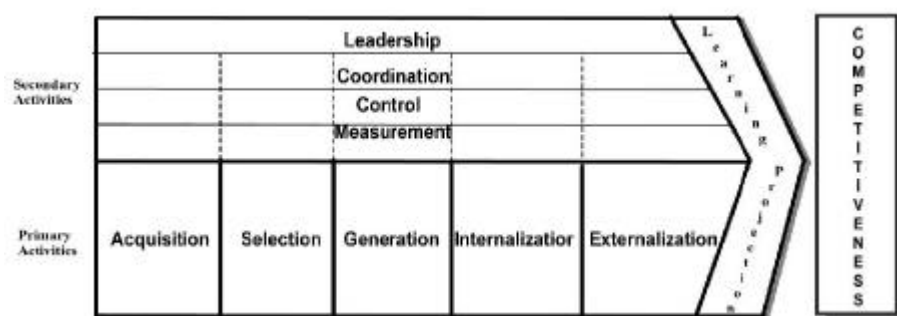 Leadership
Secondary
Activities
Coordination
Control
Measurement
Primary
Activities
Acquisition
Selection
Generation
Internalizatior
Externalization
Learning Projection
COMPETITIVENESS